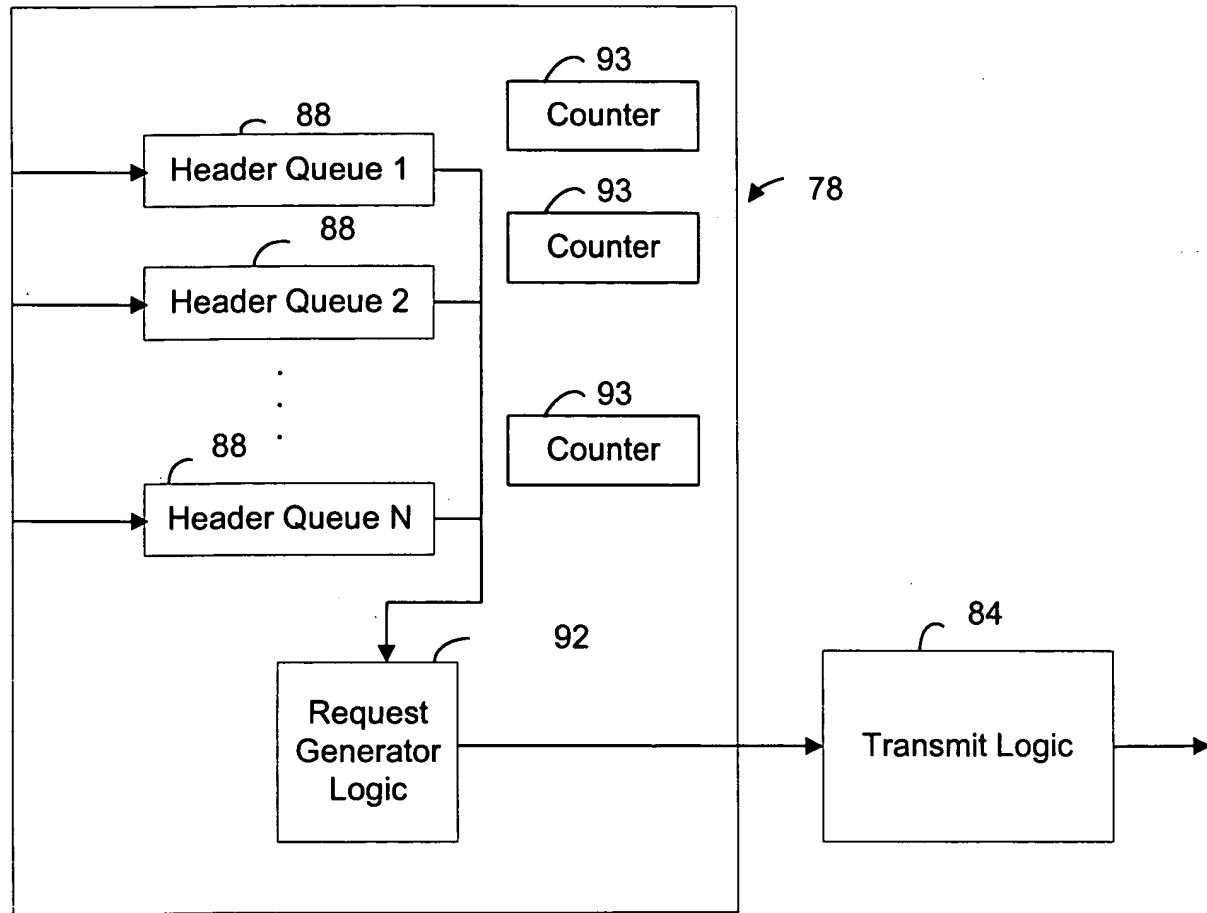 93
Counter
88
Header Queue 1
93
Counter
78
88
Header Queue 2
93
Counter
88
Header Queue N
92
Request
Generator
Logic
84
Transmit Logic